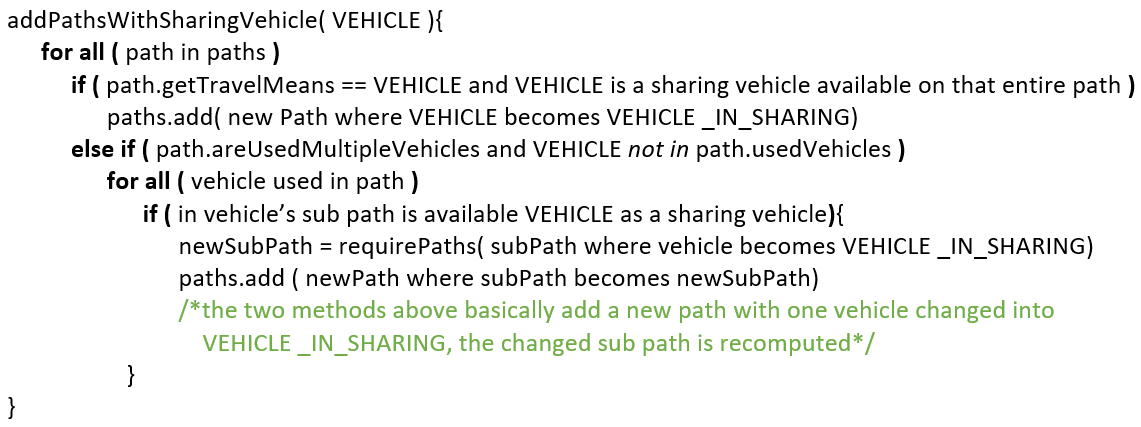 addPathsWithSharingVehicle( VEHICLE ){
for all ( path in paths )
if ( path.getTravelMeans == VEHICLE and VEHICLE is a sharing vehicle available on that entire path )
paths.add( new Path where VEHICLE becomes VEHICLE _IN_SHARING)
else if ( path.areUsedMultipleVehicles and VEHICLE not in path.usedVehicles )
for all ( vehicle used in path )
if ( in vehicle’s sub path is available VEHICLE as a sharing vehicle){
newSubPath = requirePaths( subPath where vehicle becomes VEHICLE _IN_SHARING)
paths.add ( newPath where subPath becomes newSubPath)
/*the two methods above basically add a new path with one vehicle changed into
VEHICLE _IN_SHARING, the changed sub path is recomputed*/
}
}